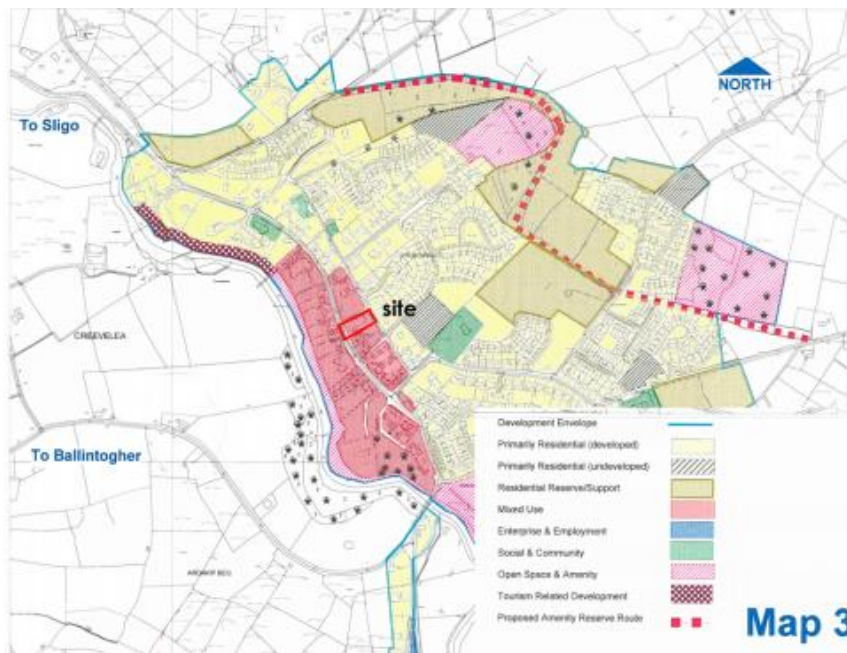 NORTH
To Sligo
site
CREEVELEA
To Ballintogher
Development Envelope
Primarily Residential (developed)
Primarily Residential (undeveloped)
Residential Reserve/Support
Mixed Use
Enterprise & Employment
Social & Community
Open Space & Amenity
Tourism Related Development
Proposed Amenity Reserve Route
Map 3